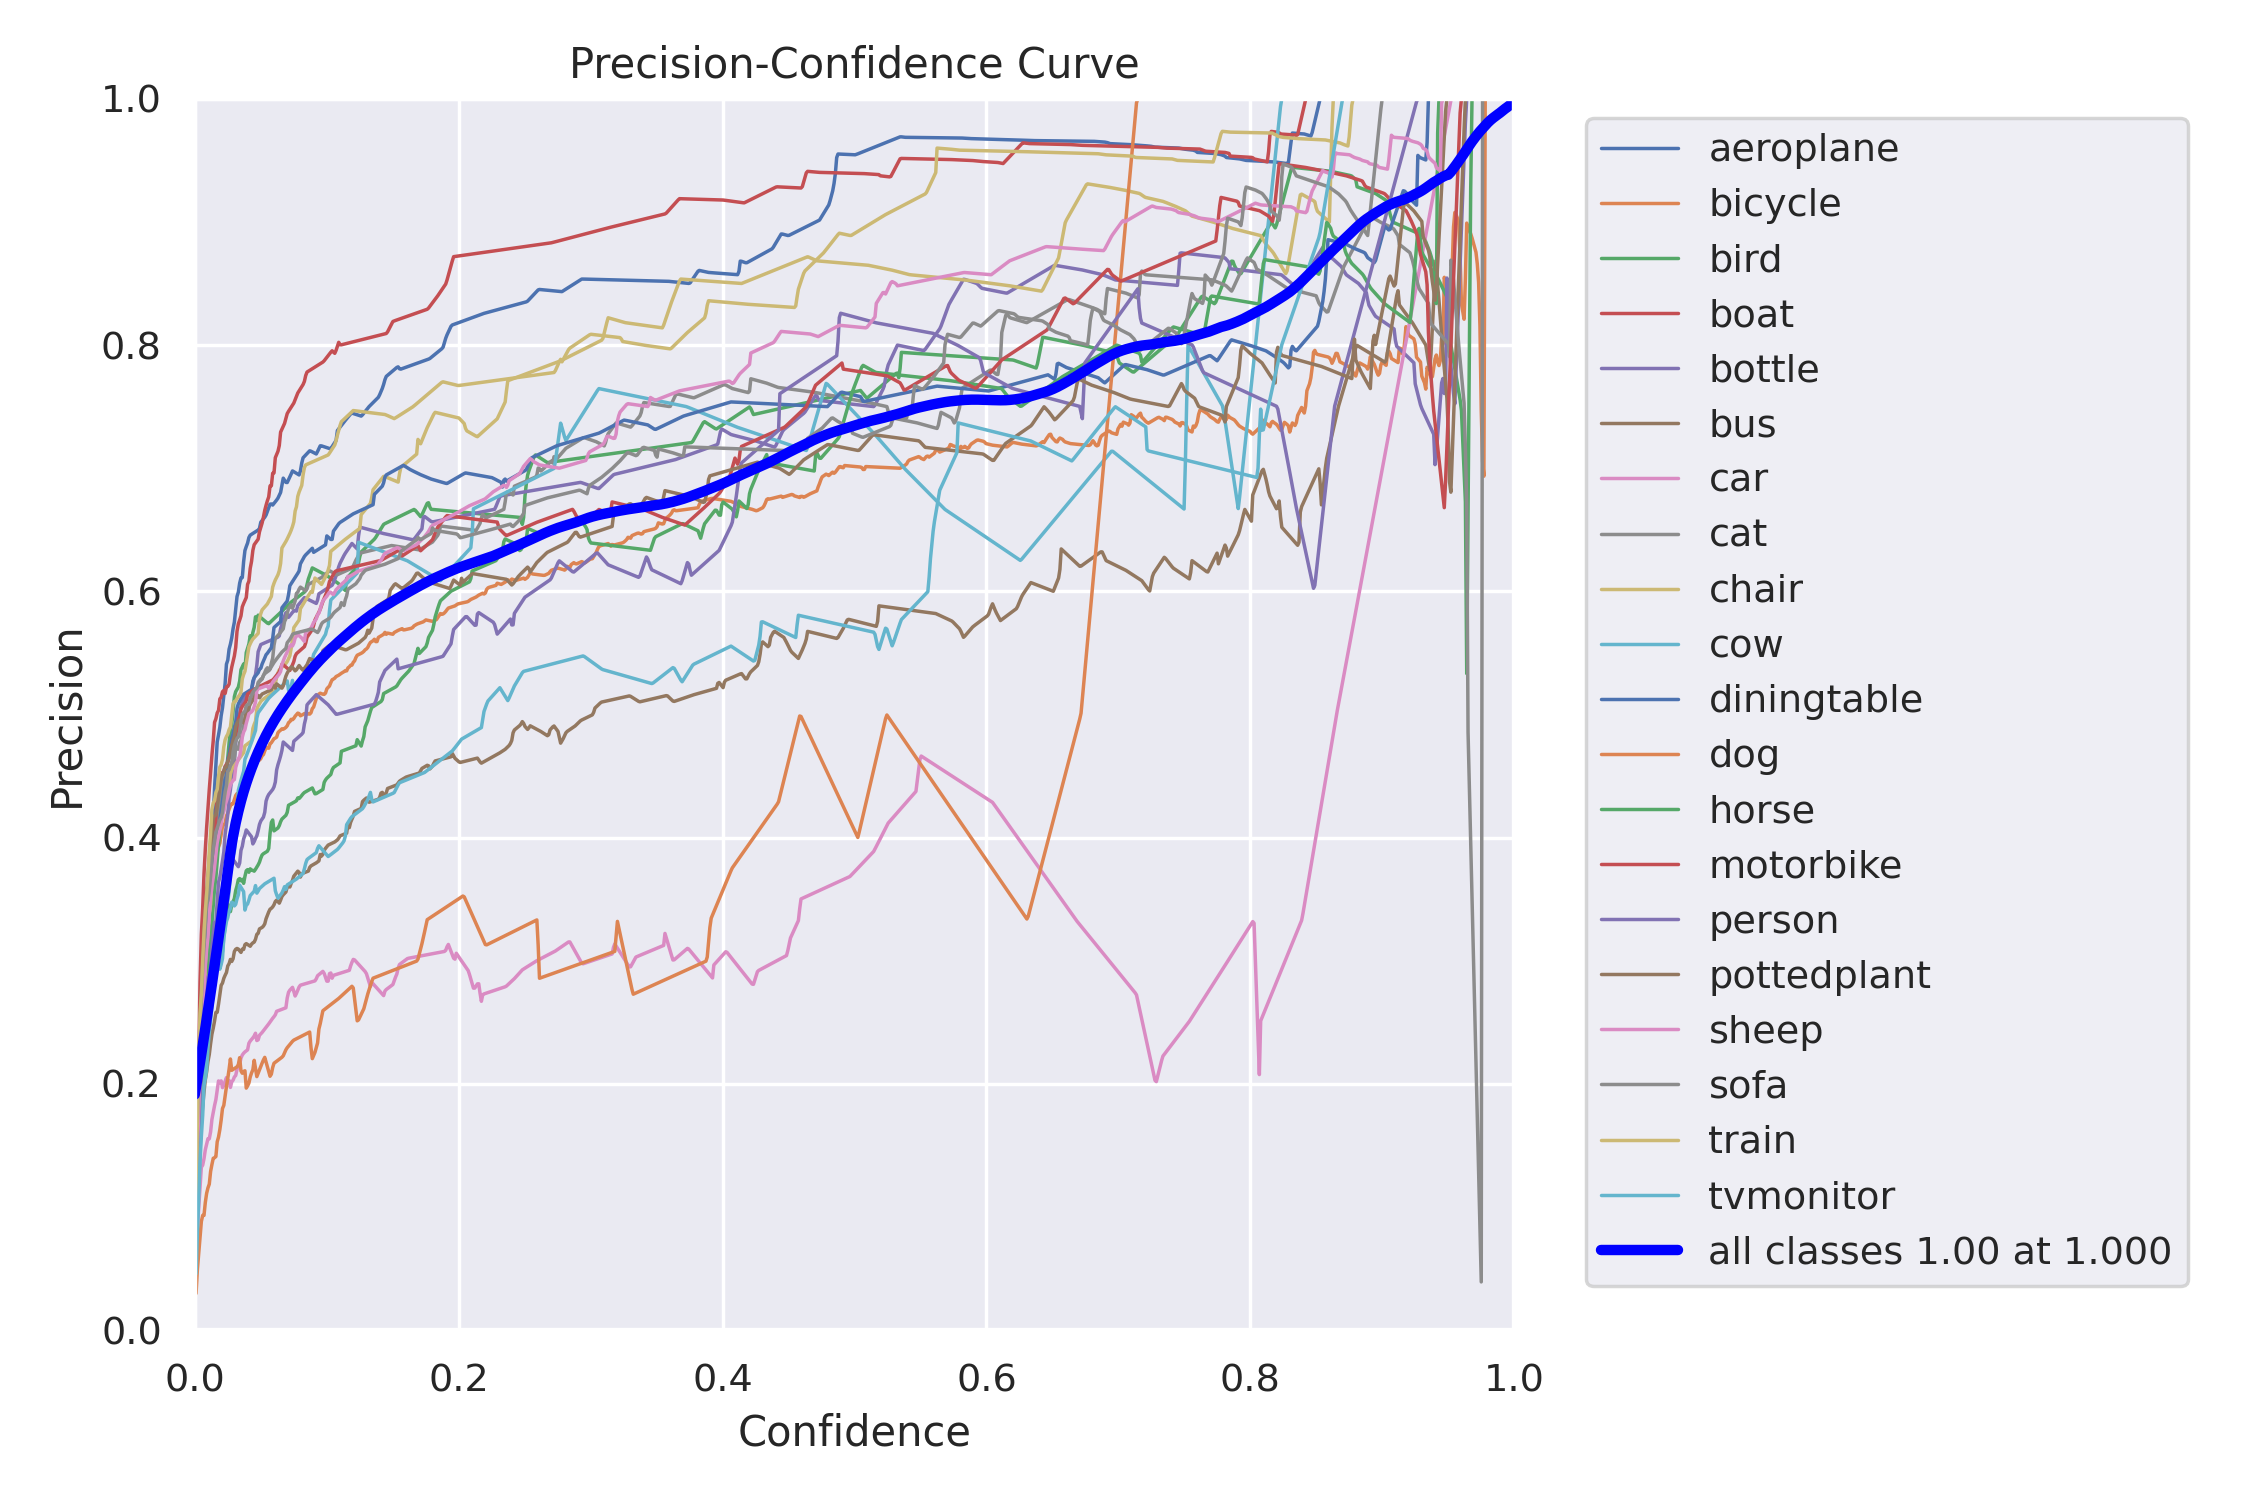 Precision-Confidence Curve
1.0
0.8
0.6
0.4
0.2
0.0
Precision
0.0 0.2 0.4 0.6 0.8 1.0
Confidence
aeroplane
bicycle
bird
boat
bottle
bus
car
cat
chair
cow
diningtable
dog
horse
motorbike
person
pottedplant
sheep
sofa
train
tvmonitor
all classes 1.00 at 1.000